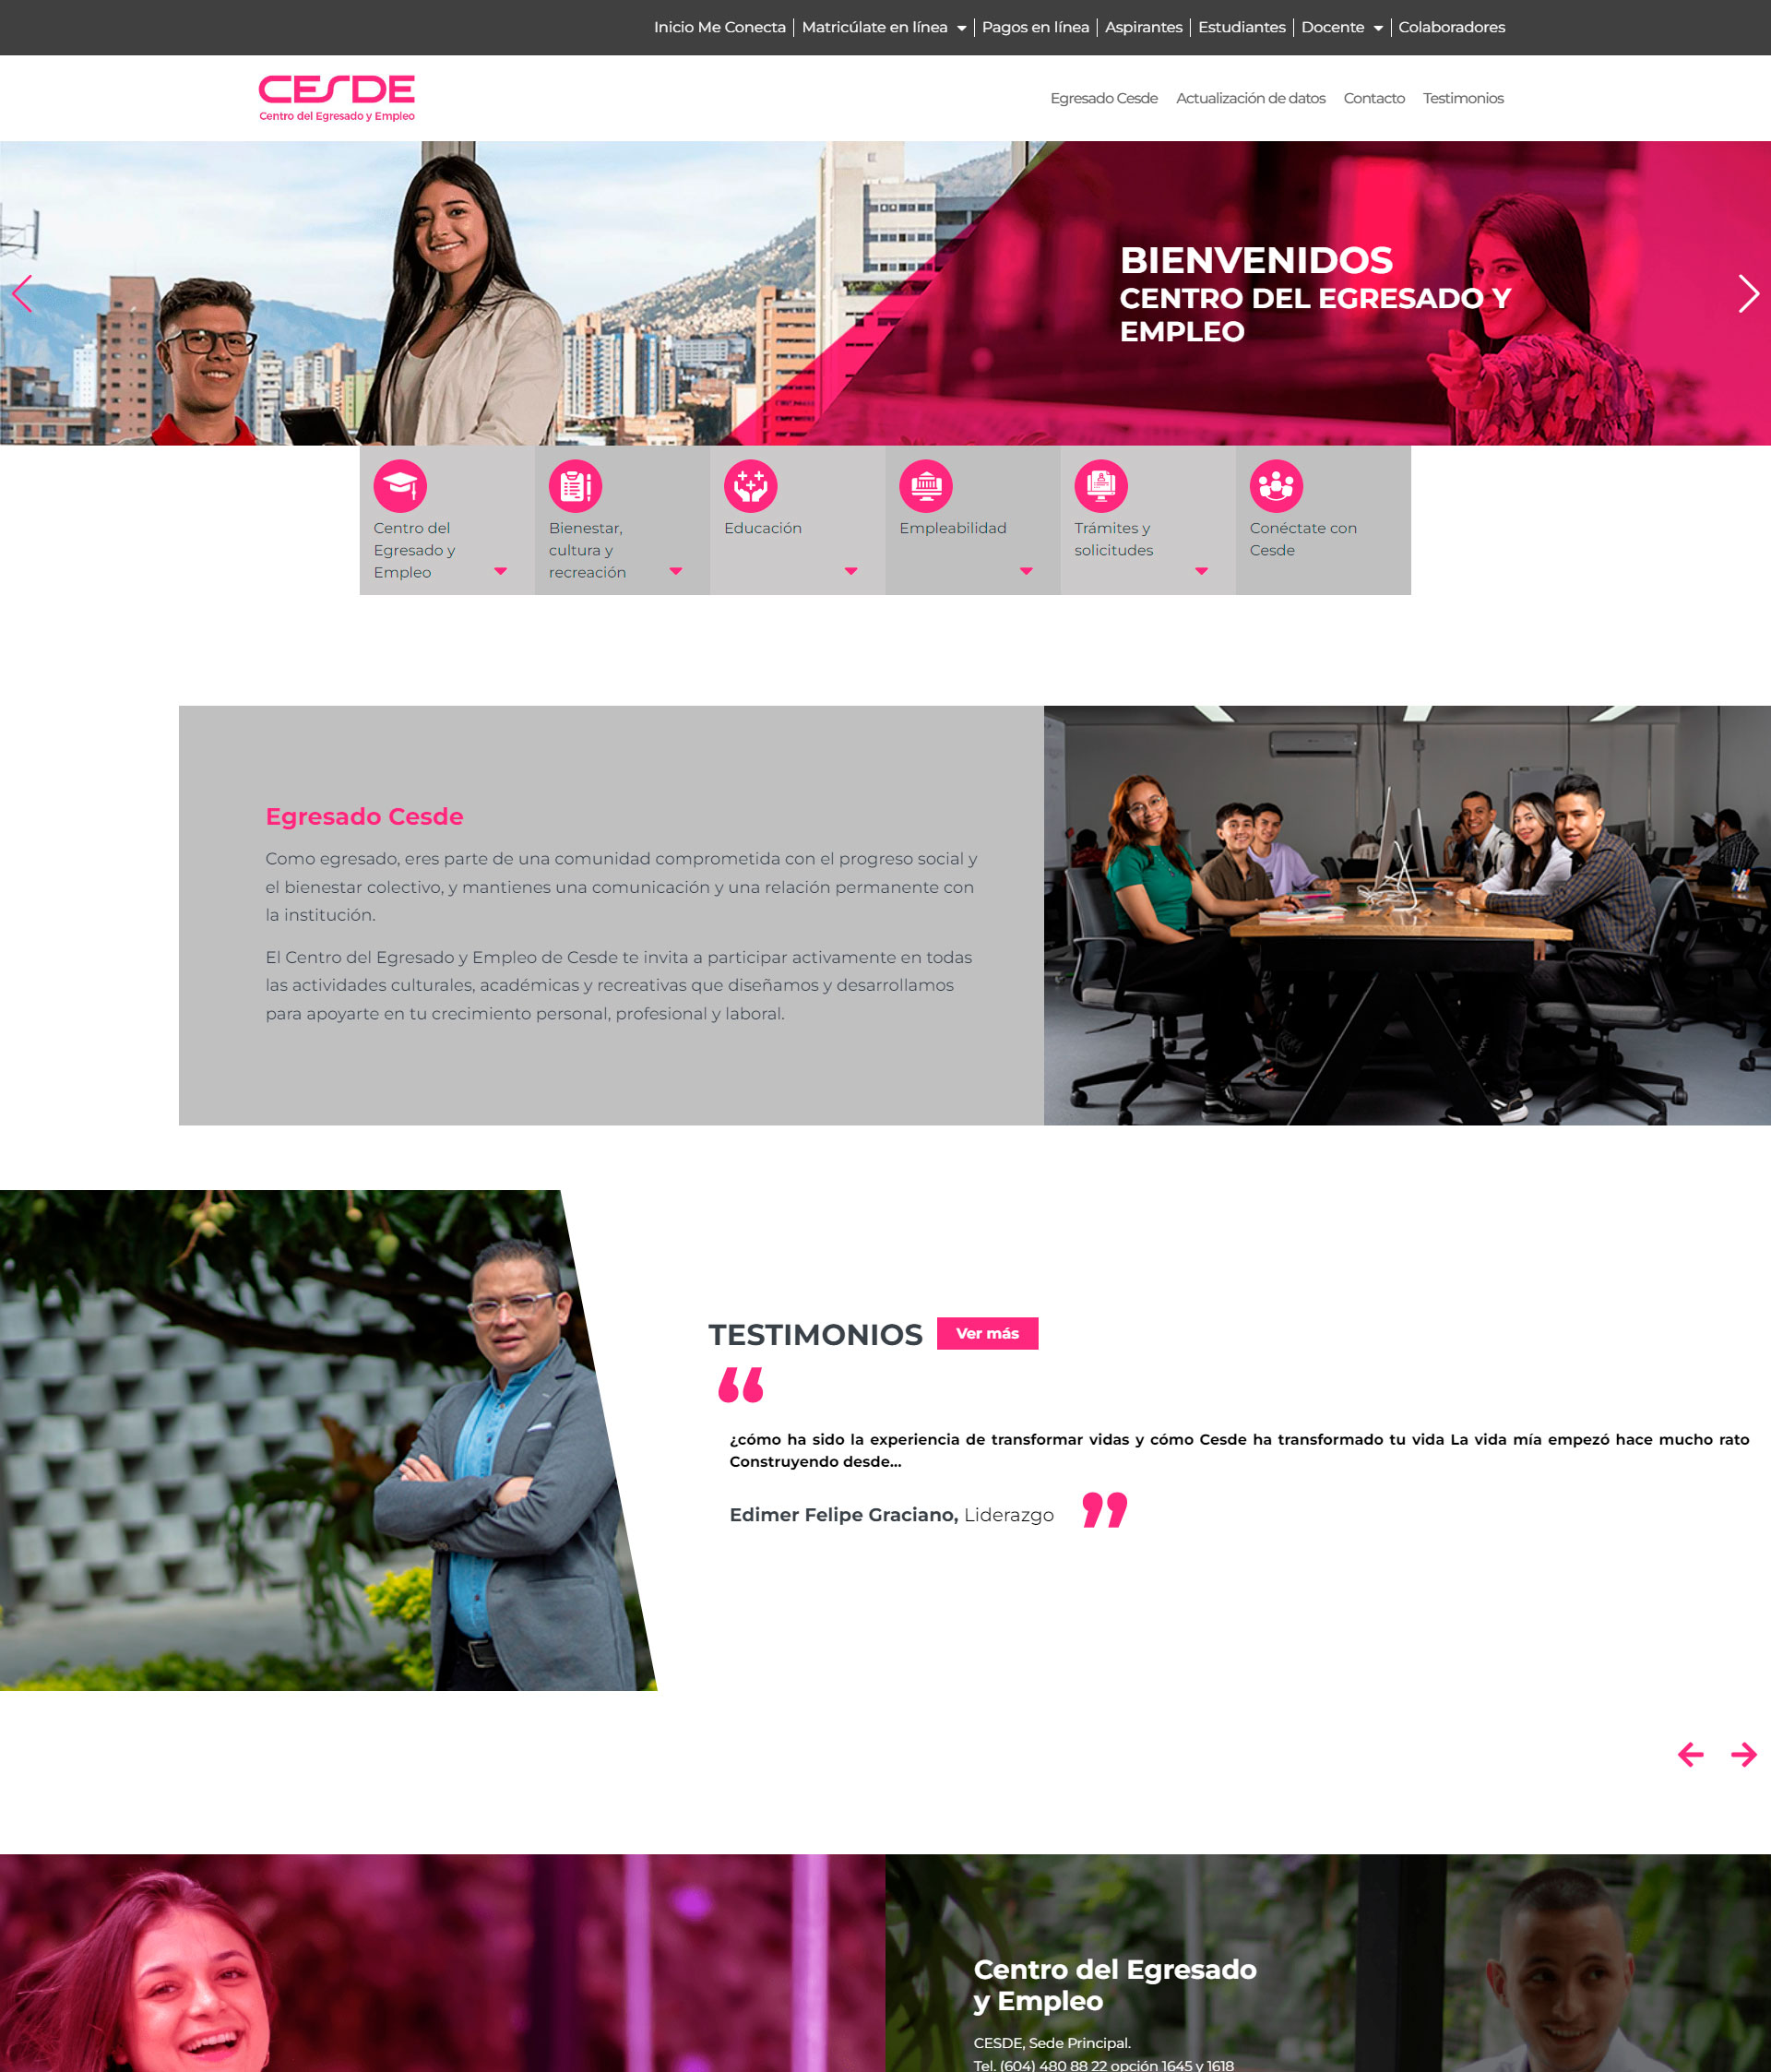 Inicio Me Conecta
Matricúlate en línea
Pagos en línea
Aspirantes
Estudiantes
Docente
Colaboradores
CESDE
Centro del Egresado y Empleo
Egresado Cesde
Actualización de datos
Contacto
Testimonios
BIENVENIDOS
CENTRO DEL EGRESADO Y
EMPLEO
Centro del
Egresado y
Empleo
Bienestar,
cultura y
recreación
Educación
Empleabilidad
Trámites y
solicitudes
Conéctate con
Cesde
Egresado Cesde
Como egresado, eres parte de una comunidad comprometida con el progreso social y
el bienestar colectivo, y mantienes una comunicación y una relación permanente con
la institución.
El Centro del Egresado y Empleo de Cesde te invita a participar activamente en todas
las actividades culturales, académicas y recreativas que diseñamos y desarrollamos
para apoyarte en tu crecimiento personal, profesional y laboral.
TESTIMONIOS
Ver más
“
¿cómo ha sido la experiencia de transformar vidas y cómo Cesde ha transformado tu vida La vida mía empezó hace mucho rato
Construyendo desde...
Edimer Felipe Graciano, Liderazgo ”
Centro del Egresado
y Empleo
CESDE, Sede Principal.
Tel. (604) 480 88 22 opción 1645 y 1618